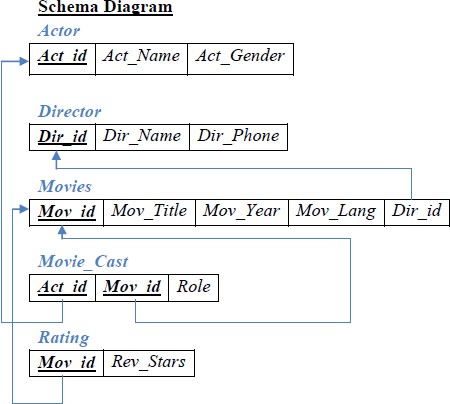 Schema Diagram
Actor
Act_id Act_Name Act_Gender
Director
Dir_id Dir_Name Dir_Phone
Movies
Mov_id Mov_Title Mov_Year Mov_Lang Dir_id
Movie_Cast
Act_id Mov_id Role
Rating
Mov_id Rev_Stars